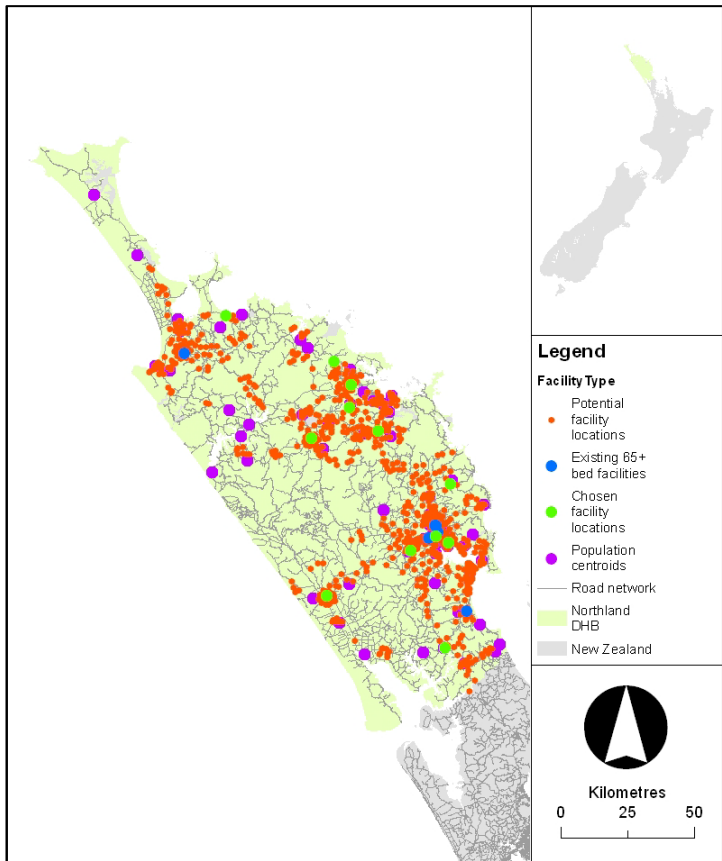 Legend
Facility Type
Potential
facility
locations
Existing 65+
bed facilities
Chosen
facility
locations
Population
centroids
Road network
Northland
DHB
New Zealand
Kilometres
0 25 50